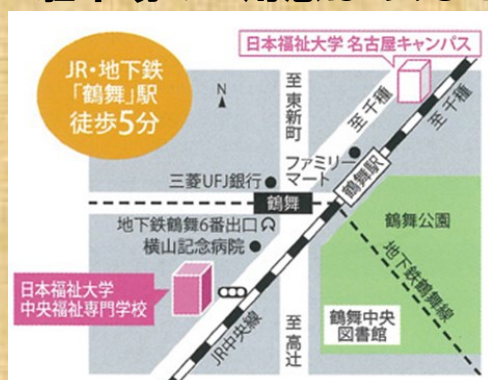 日本福祉大学 名古屋キャンパス
JR・地下鉄
「鶴舞」駅
徒歩5分
N
至東新町
至千種
至千種
ファミリー
マート
三菱UFJ銀行
鶴舞駅
鶴舞
地下鉄鶴舞6番出口
横山記念病院
鶴舞公園
地下鉄鶴舞線
日本福祉大学
中央福祉専門学校
JR中央線
至高辻
鶴舞中央
図書館